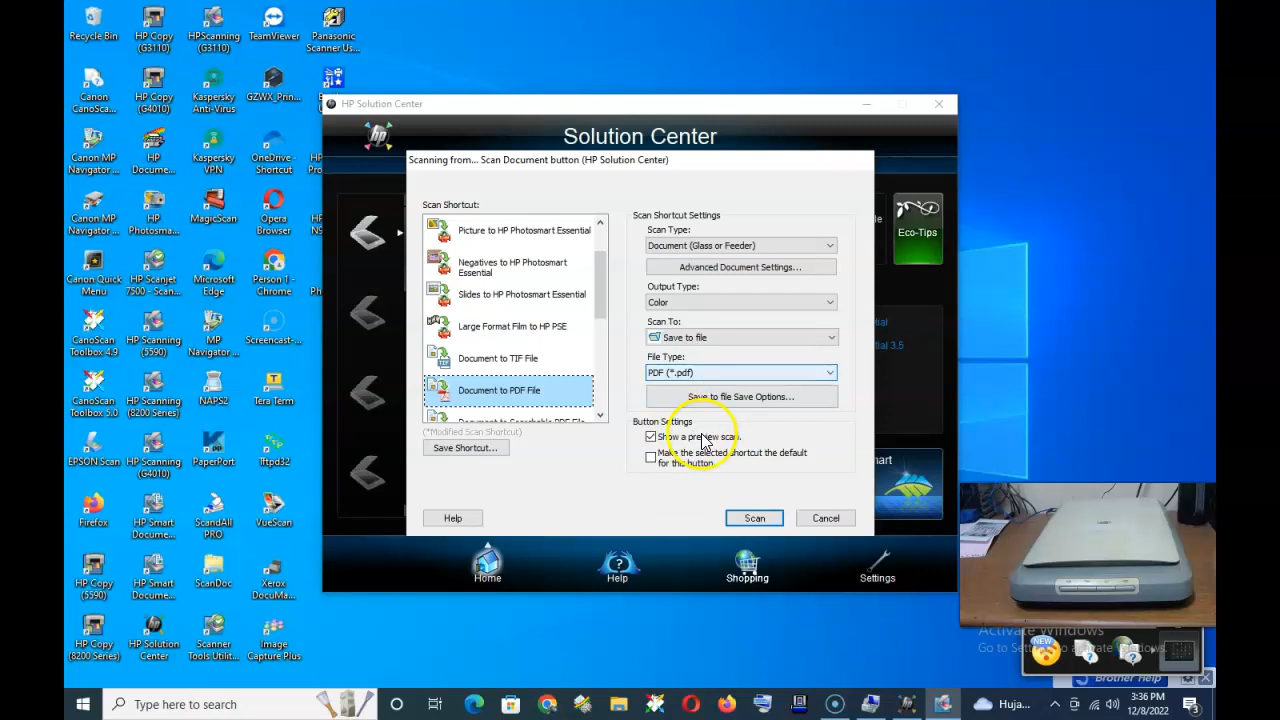 Recycle Bin
HP Copy
(G3110)
HPScanning
(G3110)
TeamViewer
Panasonic
Scanner Us...
Canon
CanoScan...
HP Copy
(G4010)
Kaspersky
Anti-Virus
GZWX_Prin...
Canon MP
Navigator ...
HP
Docume...
Kaspersky
VPN
OneDrive -
Shortcut
Canon MP
Navigator ...
HP
Photosma...
MagicScan
Opera
Browser
HP
Canon Quick
Menu
HP Scanjet
7500 - Scan...
Microsoft
Edge
Person 1 -
Chrome
CanoScan
Toolbox 4.9
HP Scanning
(5590)
MP
Navigator ...
Screencast-...
CanoScan
Toolbox 5.0
HP Scanning
(8200 Series)
NAPS2
Tera Term
EPSON Scan
HP Scanning
(G4010)
PaperPort
Tftpd32
Firefox
HP Smart
Docume...
ScandAll
PRO
VueScan
HP Copy
(5590)
HP Smart
Docume...
ScanDoc
Xerox
DocuMa...
HP Copy
(8200 Series)
HP Solution
Center
Scanner
Tools Utilit...
Image
Capture Plus
HP Solution Center
hp
Solution Center
Scanning from... Scan Document button (HP Solution Center)
Scan Shortcut:
Picture to HP Photosmart Essential
Negatives to HP Photosmart
Essential
Slides to HP Photosmart Essential
Large Format Film to HP PSE
Document to TIF File
Document to PDF File
(*Modified Scan Shortcut)
Save Shortcut...
Scan Shortcut Settings
Scan Type:
Document (Glass or Feeder)
Advanced Document Settings...
Output Type:
Color
Scan To:
Save to file
File Type:
PDF (*.pdf)
Save to file Save Options...
Button Settings
Show a preview scan.
Make the selected shortcut the default
for this button.
Help
Scan
Cancel
Eco-Tips
Home
Help
Shopping
Settings
Activate Windows
NEW
Brother Help
Type here to search
Huja...
3:36 PM
12/8/2022
3